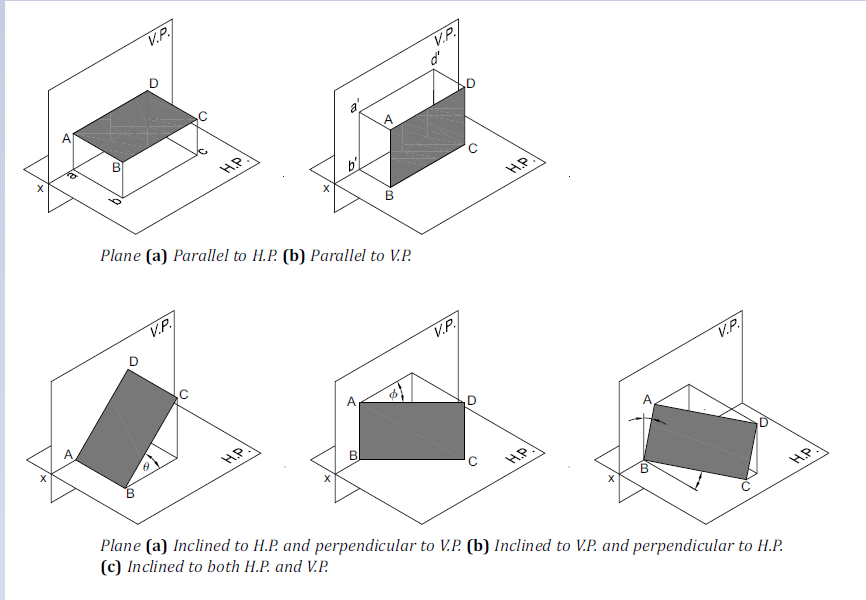 V.P.
D
C
A
B
a
b
c
H.P.
x
V.P.
d'
D
a'
A
b'
C
B
H.P.
x
Plane (a) Parallel to H.P. (b) Parallel to V.P.
V.P.
D
C
A
θ
B
H.P.
x
V.P.
ϕ
A
D
B
C
H.P.
x
V.P.
A
D
B
C
H.P.
x
Plane (a) Inclined to H.P. and perpendicular to V.P. (b) Inclined to V.P. and perpendicular to H.P.
(c) Inclined to both H.P. and V.P.